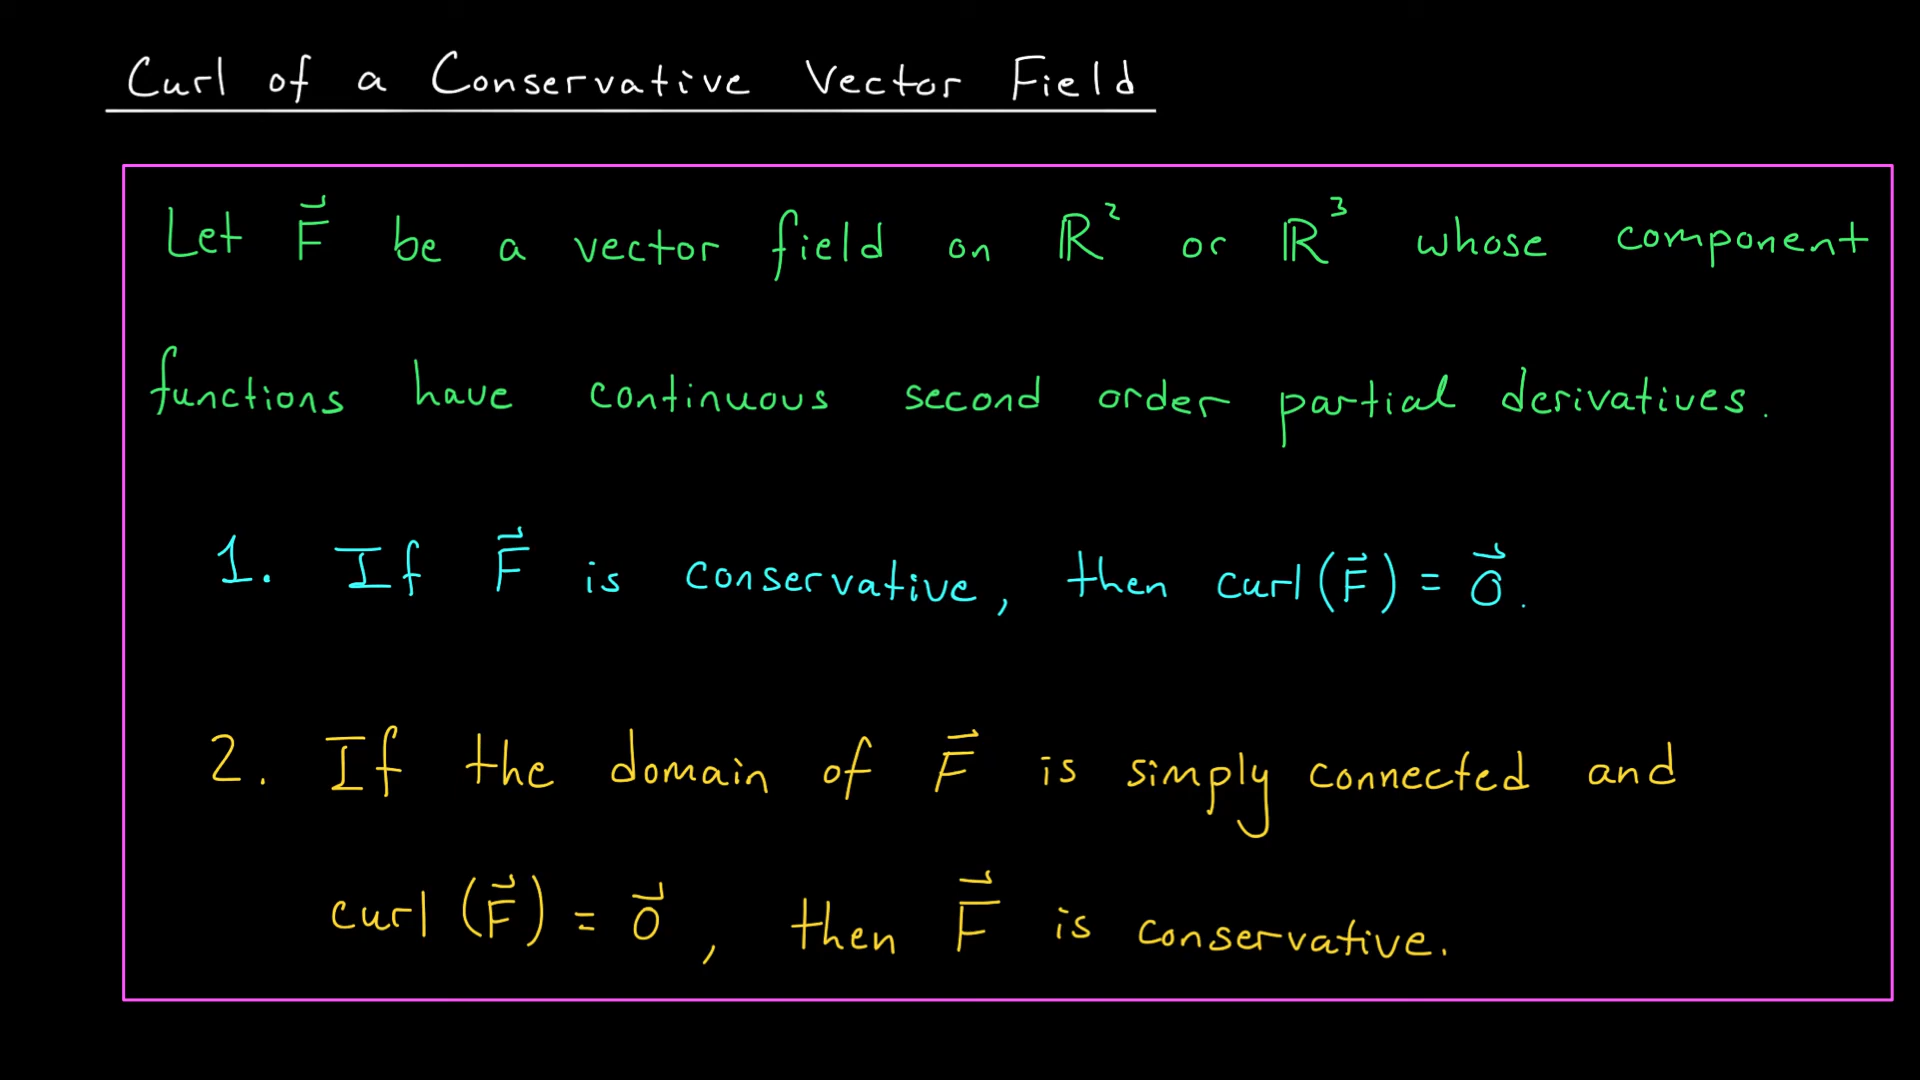 Curl of a Conservative Vector Field
Let F⃗ be a vector field on ℝ² or ℝ³ whose component
functions have continuous second order partial derivatives.
1. If F⃗ is conservative, then curl(F⃗) = 0⃗.
2. If the domain of F⃗ is simply connected and
curl (F⃗) = 0⃗, then F⃗ is conservative.